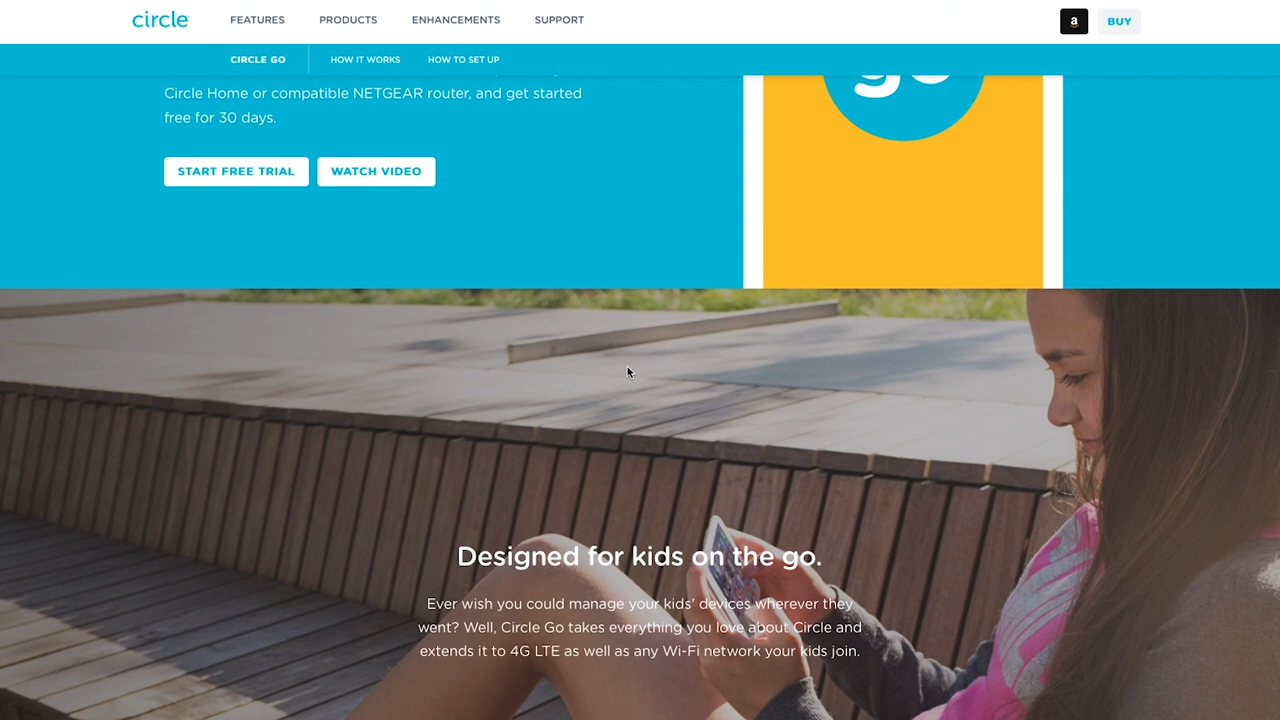 circle
FEATURES
PRODUCTS
ENHANCEMENTS
SUPPORT
a
BUY
CIRCLE GO
HOW IT WORKS
HOW TO SET UP
Circle Home or compatible NETGEAR router, and get started
free for 30 days.
START FREE TRIAL
WATCH VIDEO
go
Designed for kids on the go.
Ever wish you could manage your kids' devices wherever they
went? Well, Circle Go takes everything you love about Circle and
extends it to 4G LTE as well as any Wi-Fi network your kids join.